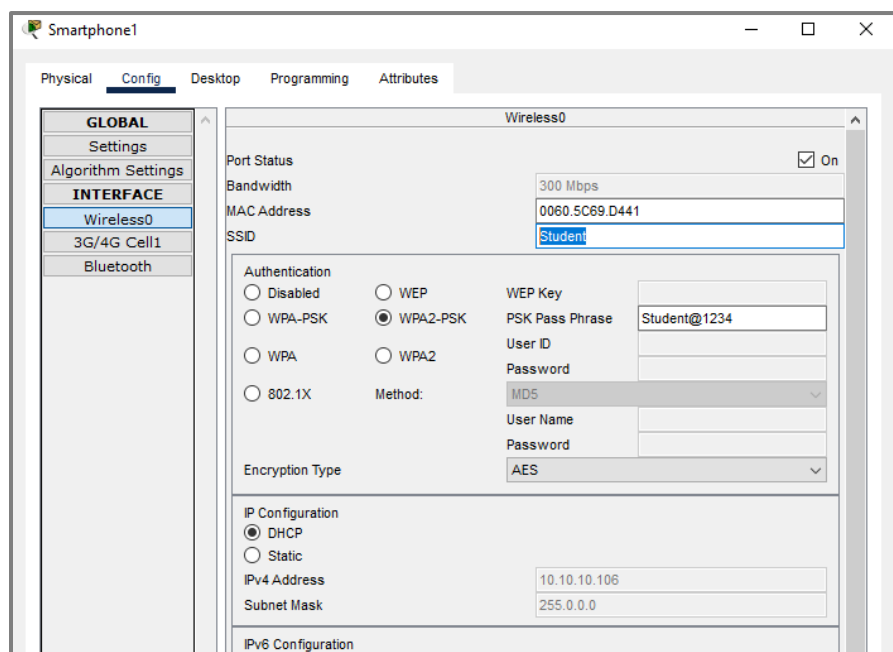 Smartphone1
Physical Config Desktop Programming Attributes
GLOBAL
Settings
Algorithm Settings
INTERFACE
Wireless0
3G/4G Cell1
Bluetooth
Wireless0
Port Status On
Bandwidth 300 Mbps
MAC Address 0060.5C69.D441
SSID Student
Authentication
Disabled WEP WEP Key
WPA-PSK WPA2-PSK PSK Pass Phrase Student@1234
User ID
WPA WPA2
Password
802.1X Method: MD5
User Name
Password
Encryption Type AES
IP Configuration
DHCP
Static
IPv4 Address 10.10.10.106
Subnet Mask 255.0.0.0
IPv6 Configuration